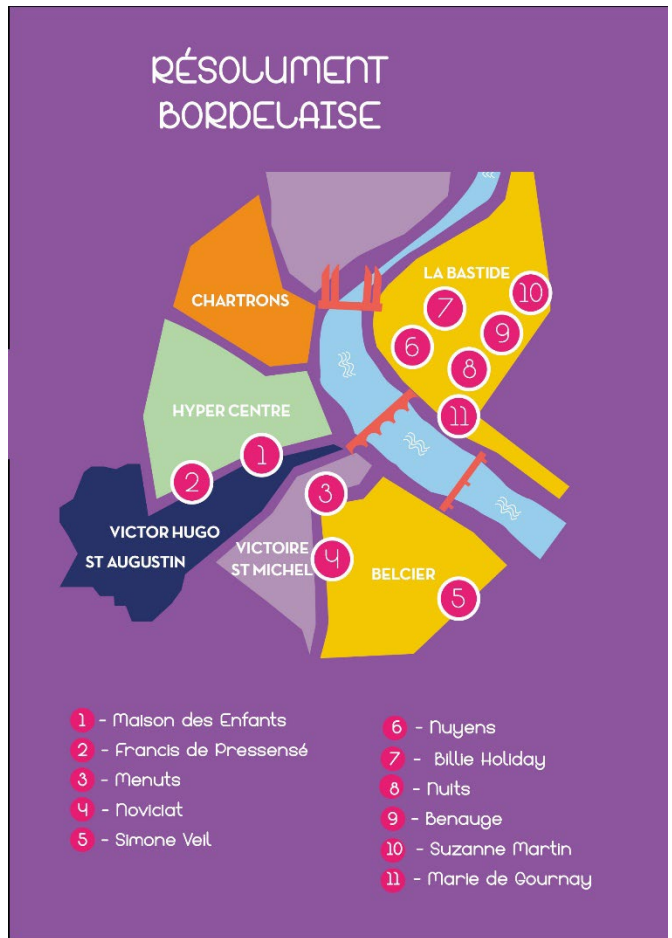 RÉSOLUMENT
BORDELAISE
LA BASTIDE
10
CHARTRONS
7
9
6
8
HYPER CENTRE
11
1
2
3
VICTOR HUGO
ST AUGUSTIN
VICTOIRE
ST MICHEL
4
BELCIER
5
1 - Maison des Enfants
2 - Francis de Pressensé
3 - Menuts
4 - Noviciat
5 - Simone Veil
6 - Nuyens
7 - Billie Holiday
8 - Nuits
9 - Benauge
10 - Suzanne Martin
11 - Marie de Gournay